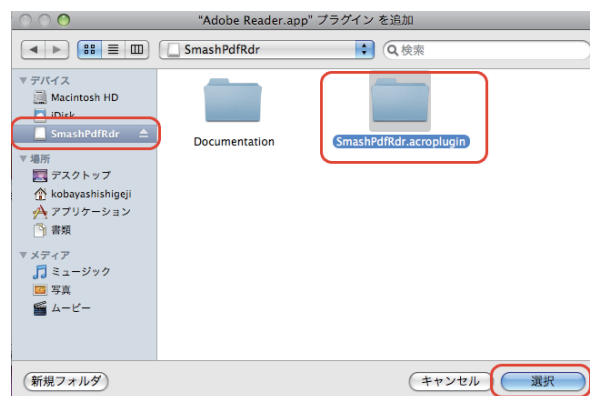 "Adobe Reader.app" プラグイン を追加
SmashPdfRdr
検索
デバイス
Macintosh HD
iDisk
SmashPdfRdr
場所
デスクトップ
kobayashishigeji
アプリケーション
書類
メディア
ミュージック
写真
ムービー
Documentation
SmashPdfRdr.acroplugin
新規フォルダ
キャンセル
選択